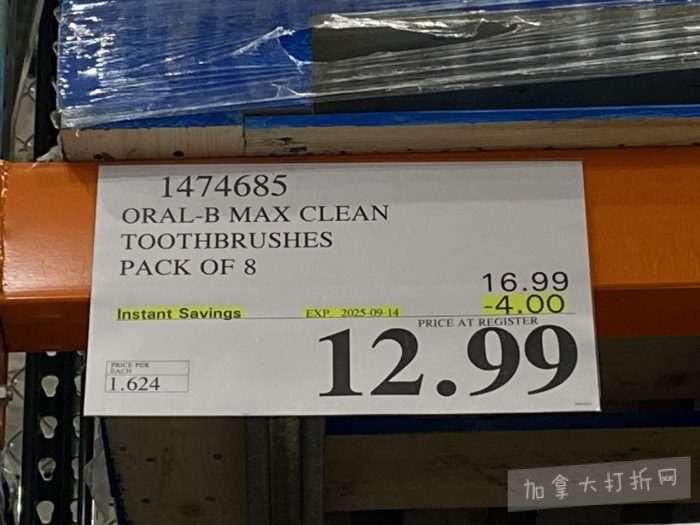 1474685
ORAL-B MAX CLEAN
TOOTHBRUSHES
PACK OF 8
16.99
Instant Savings EXP 2025-09-14 -4.00
PRICE AT REGISTER
12.99
PRICE PER
EACH
1.624
加拿大打折网